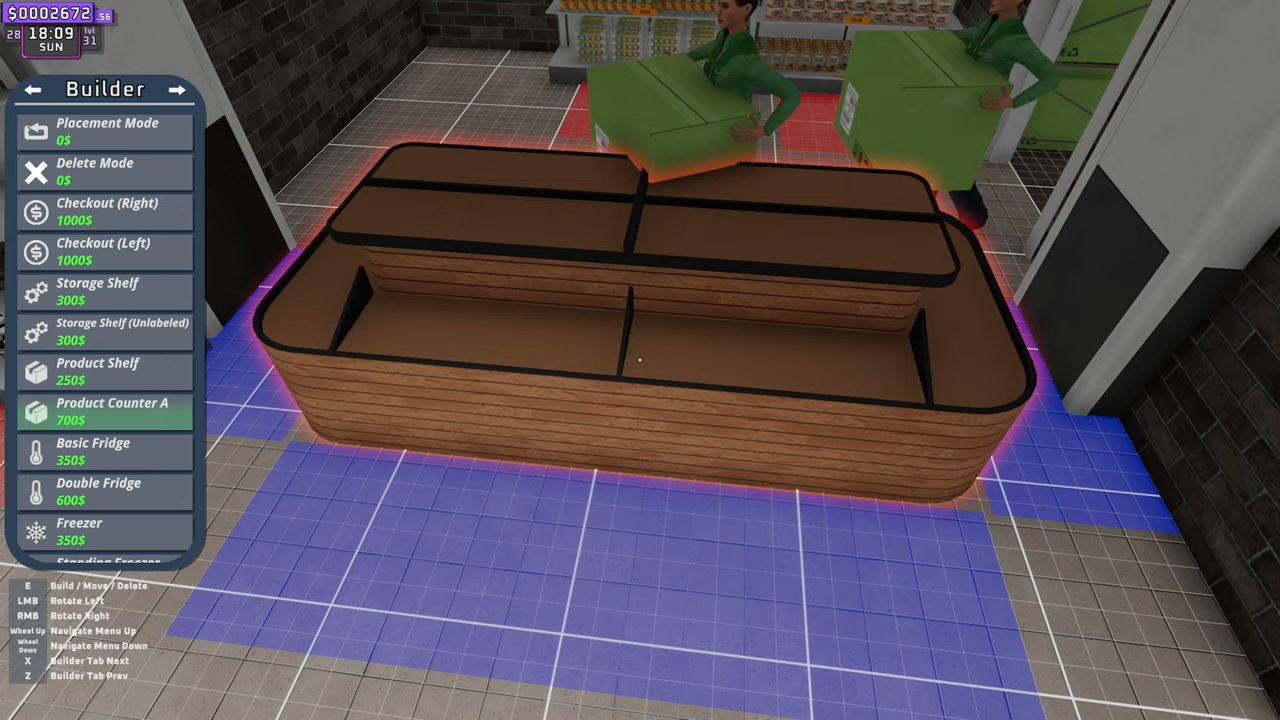 $0002672 .56
28 18:09 lvl
SUN 31
Builder
Placement Mode
0$
Delete Mode
0$
Checkout (Right)
1000$
Checkout (Left)
1000$
Storage Shelf
300$
Storage Shelf (Unlabeled)
300$
Product Shelf
250$
Product Counter A
700$
Basic Fridge
350$
Double Fridge
600$
Freezer
350$
Standing Freezer
E Build / Move / Delete
LMB Rotate Left
RMB Rotate Right
Wheel Up Navigate Menu Up
Wheel Down Navigate Menu Down
X Builder Tab Next
Z Builder Tab Prev